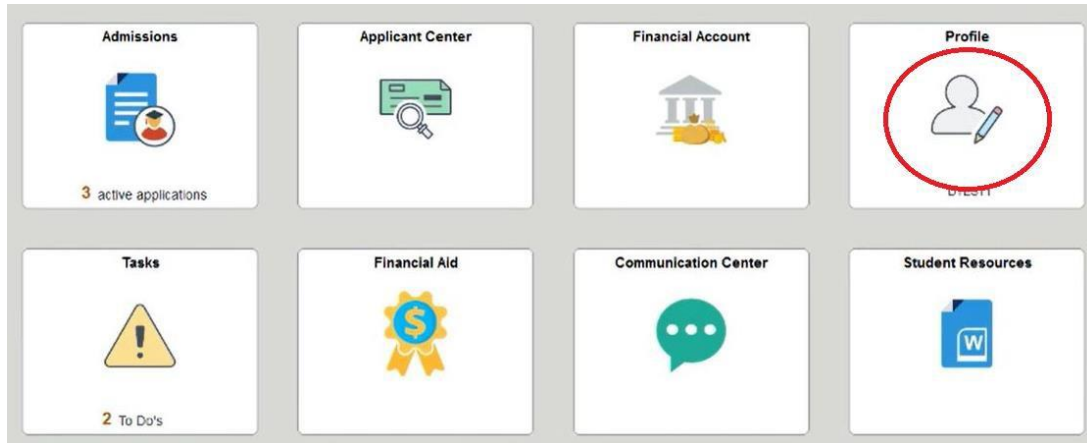 Admissions
Applicant Center
Financial Account
Profile
3 active applications
Tasks
Financial Aid
Communication Center
Student Resources
W
2 To Do's